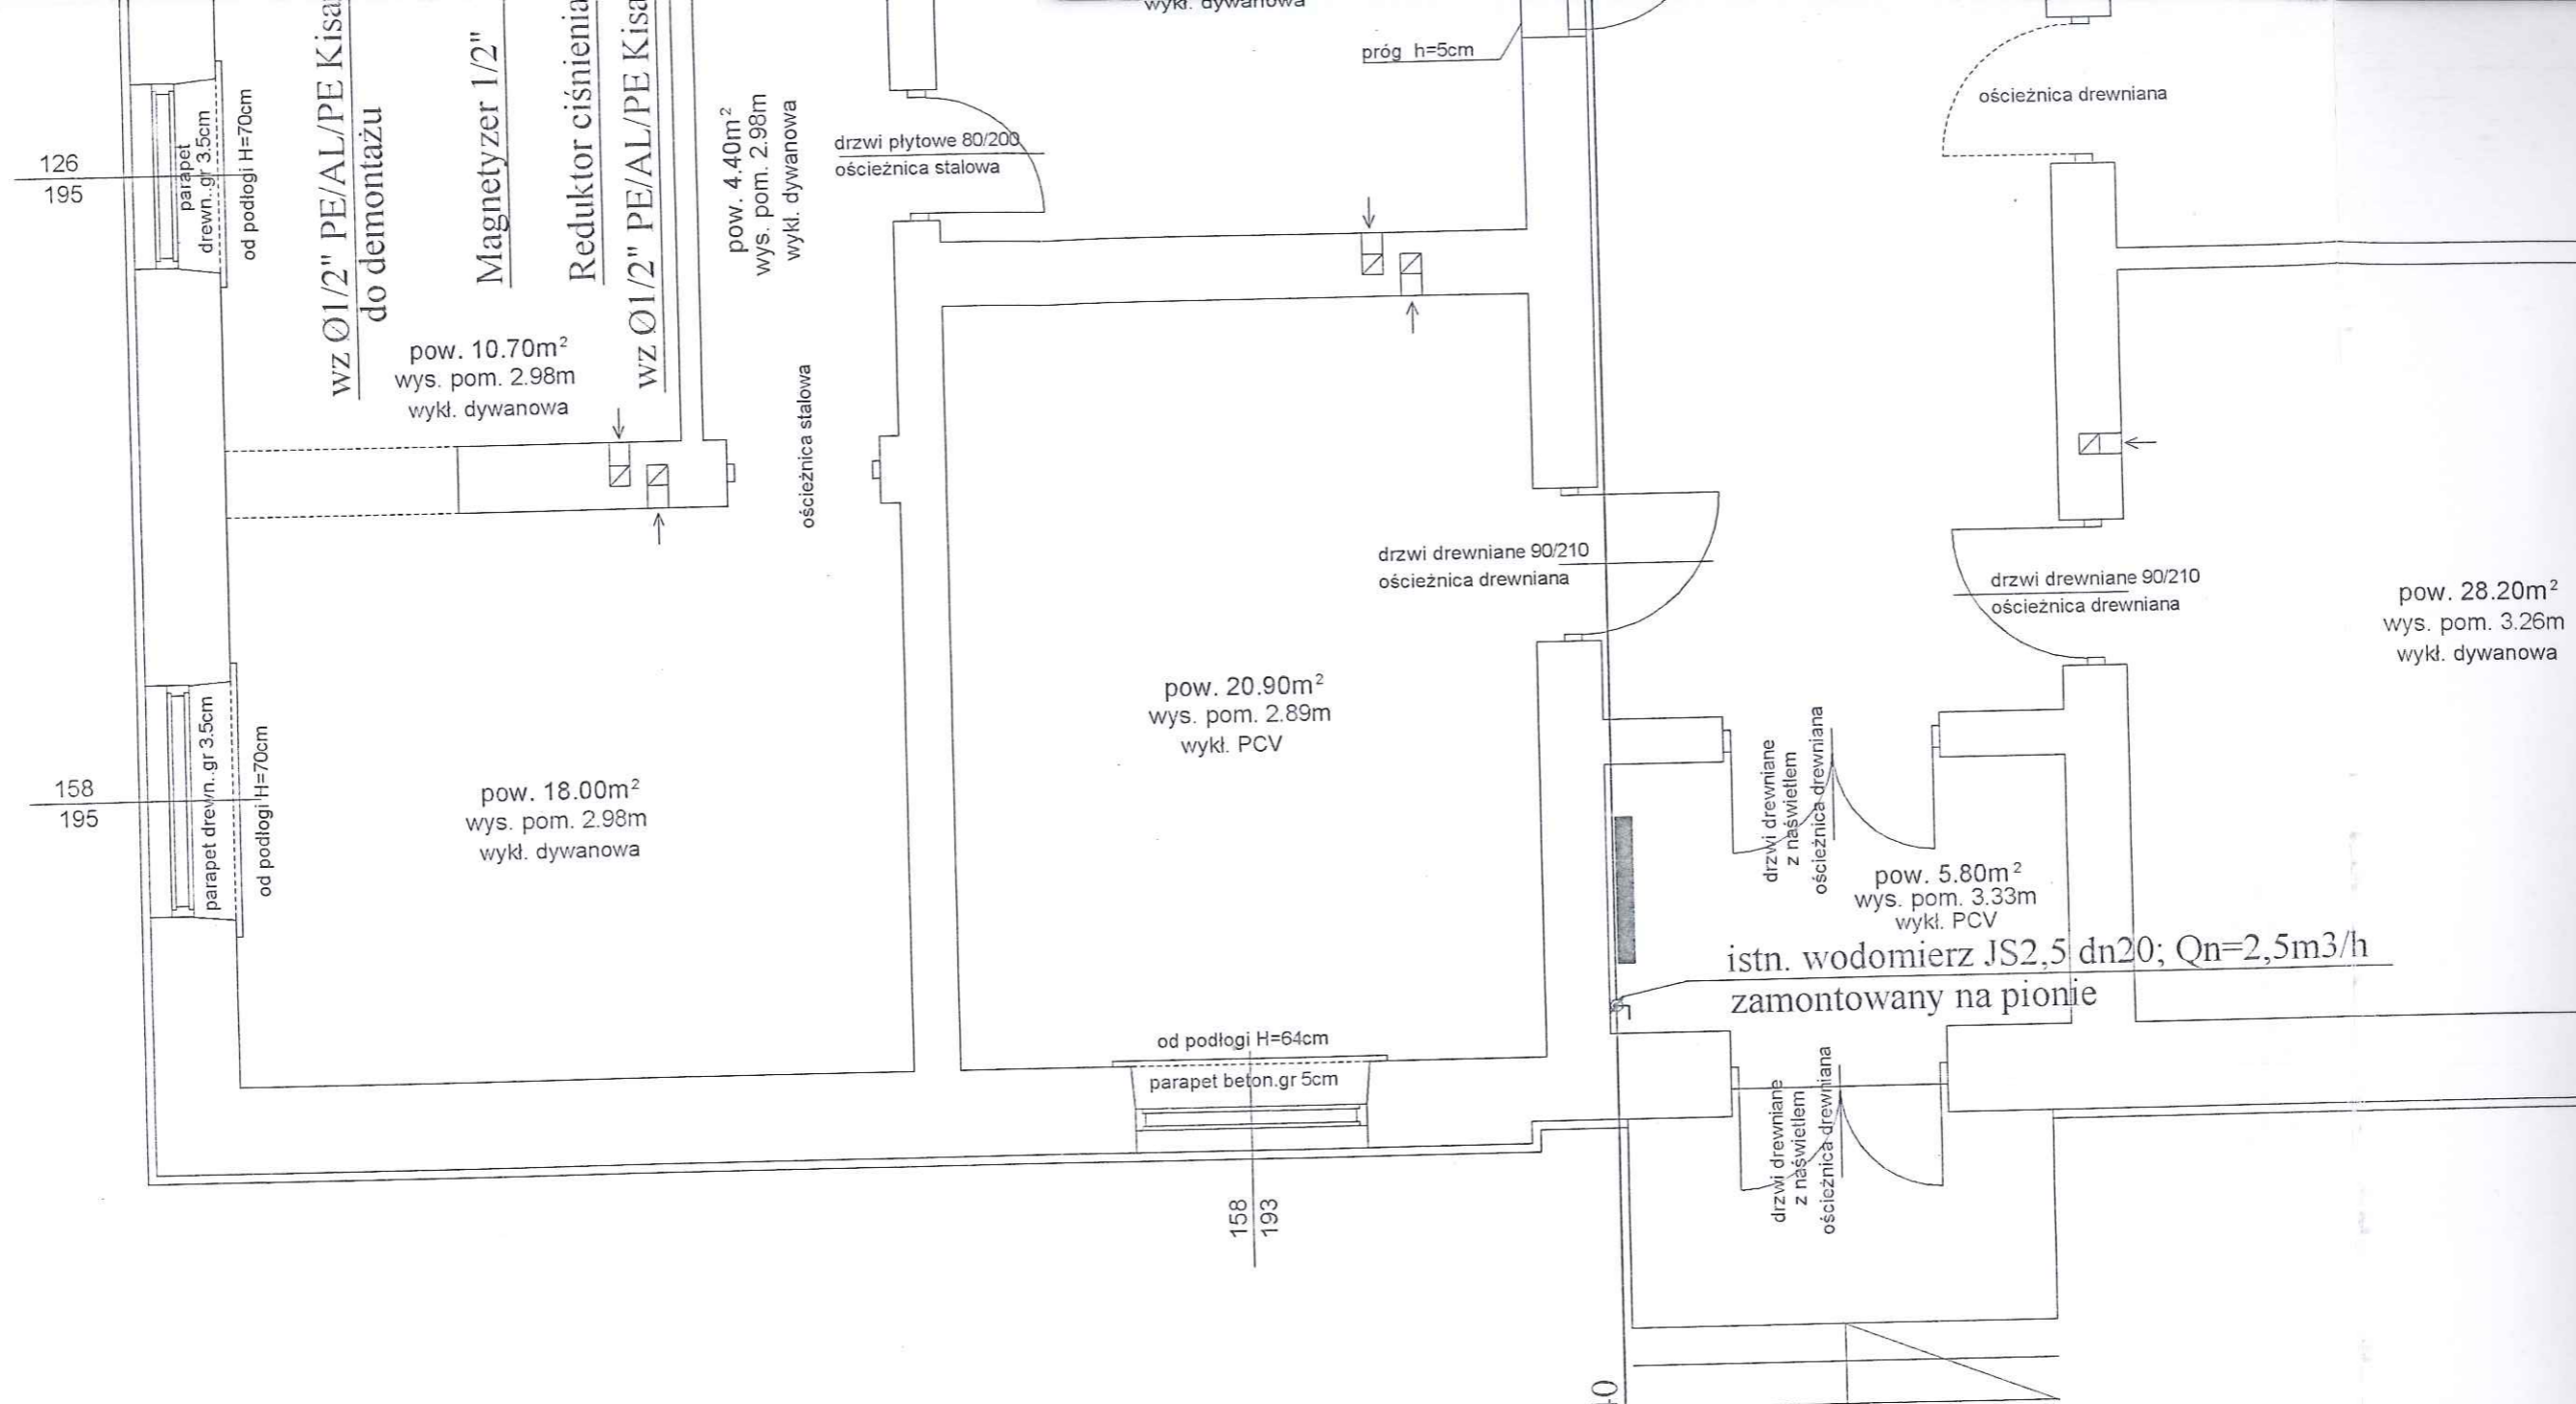 wykł. dywanowa
próg h=5cm
ościeżnica drewniana
126
195
parapet
drewn..gr 3.5cm
od podłogi H=70cm
wz Ø1/2" PE/AL/PE Kisa
do demontażu
Magnetyzer 1/2"
Reduktor ciśnienia
wz Ø1/2" PE/AL/PE Kisa
pow. 4.40m²
wys. pom. 2.98m
wykł. dywanowa
drzwi płytowe 80/200
ościeżnica stalowa
pow. 10.70m²
wys. pom. 2.98m
wykł. dywanowa
ościeżnica stalowa
drzwi drewniane 90/210
ościeżnica drewniana
drzwi drewniane 90/210
ościeżnica drewniana
pow. 28.20m²
wys. pom. 3.26m
wykł. dywanowa
158
195
parapet drewn..gr 3.5cm
od podłogi H=70cm
pow. 18.00m²
wys. pom. 2.98m
wykł. dywanowa
pow. 20.90m²
wys. pom. 2.89m
wykł. PCV
drzwi drewniane
z naświetlem
ościeżnica drewniana
pow. 5.80m²
wys. pom. 3.33m
wykł. PCV
istn. wodomierz JS2,5 dn20; Qn=2,5m3/h
zamontowany na pionie
od podłogi H=64cm
parapet beton.gr 5cm
158
193
drzwi drewniane
z naświetlem
ościeżnica drewniana